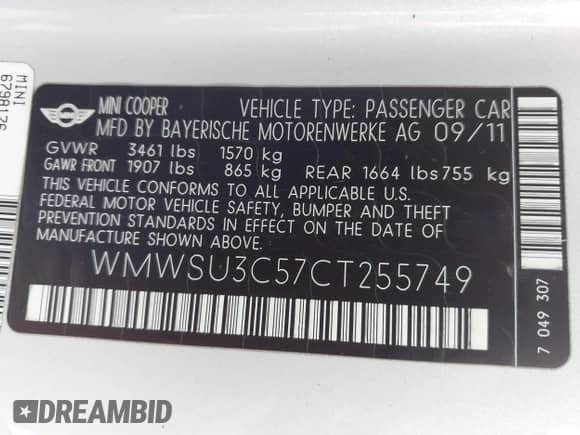 MINI
6798126
MINI COOPER VEHICLE TYPE: PASSENGER CAR
MFD BY BAYERISCHE MOTORENWERKE AG 09/11
GVWR 3461 lbs 1570 kg
GAWR FRONT 1907 lbs 865 kg REAR 1664 lbs 755 kg
THIS VEHICLE CONFORMS TO ALL APPLICABLE U.S.
FEDERAL MOTOR VEHICLE SAFETY, BUMPER AND THEFT
PREVENTION STANDARDS IN EFFECT ON THE DATE OF
MANUFACTURE SHOWN ABOVE.
WMWSU3C57CT255749
7 049 307
DREAMBID